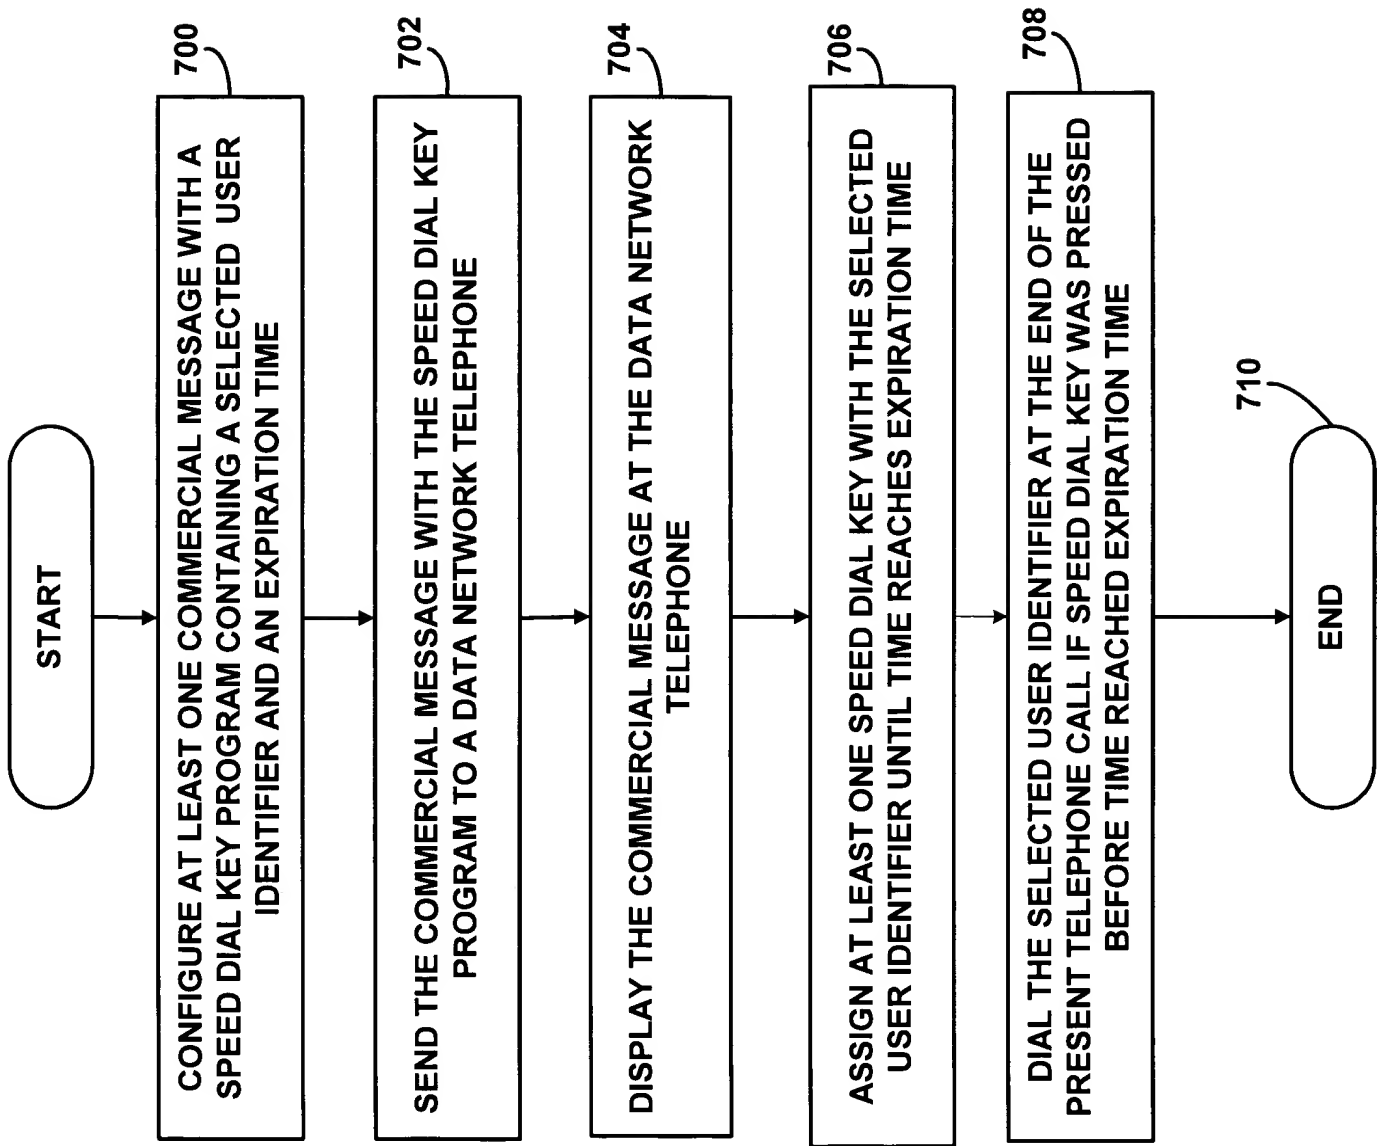 START
700
CONFIGURE AT LEAST ONE COMMERCIAL MESSAGE WITH A
SPEED DIAL KEY PROGRAM CONTAINING A SELECTED USER
IDENTIFIER AND AN EXPIRATION TIME
702
SEND THE COMMERCIAL MESSAGE WITH THE SPEED DIAL KEY
PROGRAM TO A DATA NETWORK TELEPHONE
704
DISPLAY THE COMMERCIAL MESSAGE AT THE DATA NETWORK
TELEPHONE
706
ASSIGN AT LEAST ONE SPEED DIAL KEY WITH THE SELECTED
USER IDENTIFIER UNTIL TIME REACHES EXPIRATION TIME
708
DIAL THE SELECTED USER IDENTIFIER AT THE END OF THE
PRESENT TELEPHONE CALL IF SPEED DIAL KEY WAS PRESSED
BEFORE TIME REACHED EXPIRATION TIME
710
END